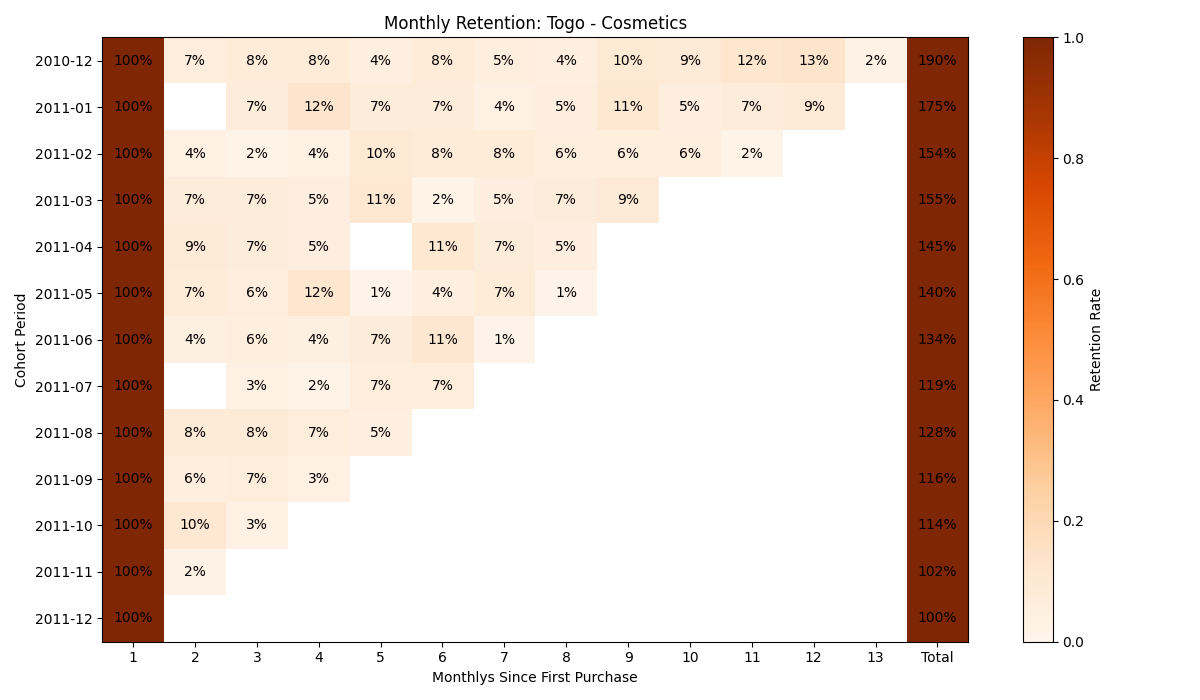 Monthly Retention: Togo - Cosmetics
2010-12 100% 7% 8% 8% 4% 8% 5% 4% 10% 9% 12% 13% 2% 190%
2011-01 100% 7% 12% 7% 7% 4% 5% 11% 5% 7% 9% 175%
2011-02 100% 4% 2% 4% 10% 8% 8% 6% 6% 6% 2% 154%
2011-03 100% 7% 7% 5% 11% 2% 5% 7% 9% 155%
2011-04 100% 9% 7% 5% 11% 7% 5% 145%
2011-05 100% 7% 6% 12% 1% 4% 7% 1% 140%
2011-06 100% 4% 6% 4% 7% 11% 1% 134%
2011-07 100% 3% 2% 7% 7% 119%
2011-08 100% 8% 8% 7% 5% 128%
2011-09 100% 6% 7% 3% 116%
2011-10 100% 10% 3% 114%
2011-11 100% 2% 102%
2011-12 100% 100%
1 2 3 4 5 6 7 8 9 10 11 12 13 Total
Monthlys Since First Purchase
Cohort Period
1.0
0.8
0.6
0.4
0.2
0.0
Retention Rate